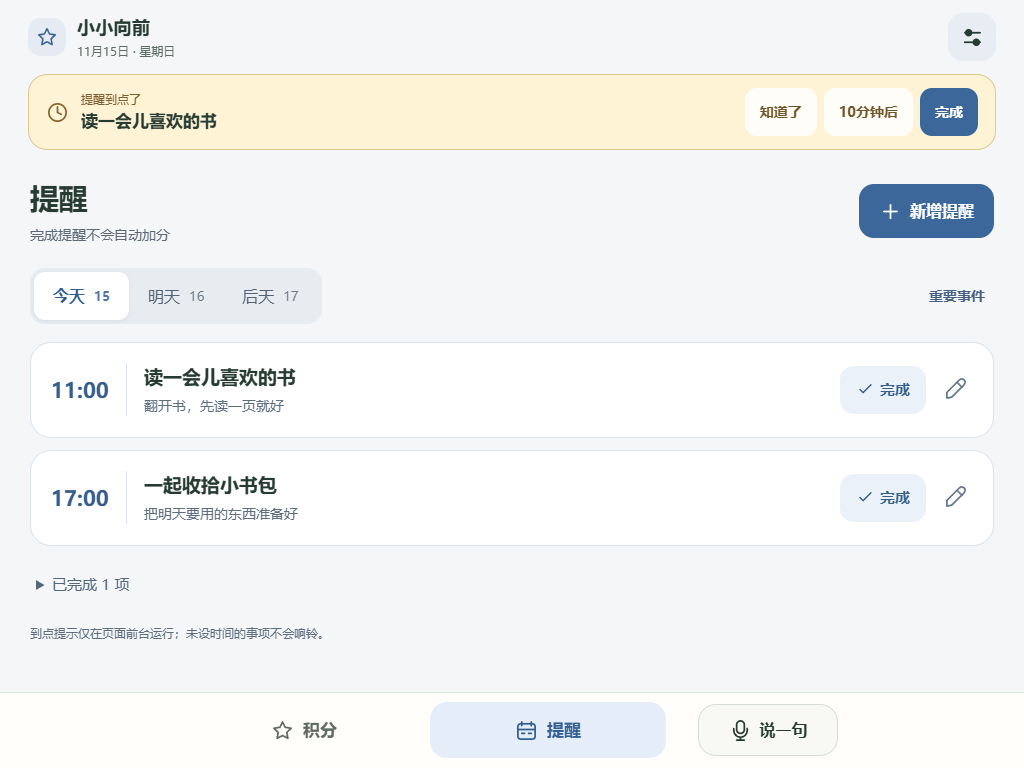 小小向前
11月15日 · 星期日
提醒到点了
读一会儿喜欢的书
知道了
10分钟后
完成
提醒
完成提醒不会自动加分
新增提醒
今天 15
明天 16
后天 17
重要事件
11:00
读一会儿喜欢的书
翻开书，先读一页就好
完成
17:00
一起收拾小书包
把明天要用的东西准备好
完成
已完成 1 项
到点提示仅在页面前台运行；未设时间的事项不会响铃。
积分
提醒
说一句